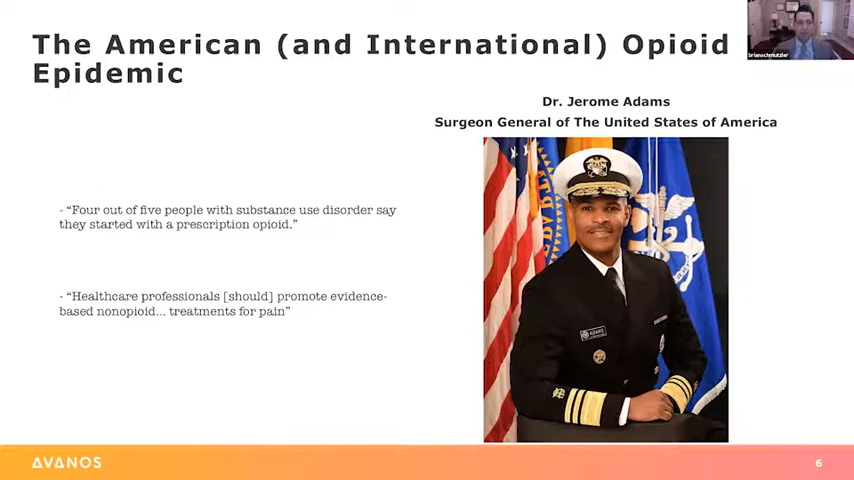 The American (and International) Opioid
Epidemic
brianschmutzler
Dr. Jerome Adams
Surgeon General of The United States of America
- “Four out of five people with substance use disorder say
they started with a prescription opioid.”
- “Healthcare professionals [should] promote evidence-
based nonopioid... treatments for pain”
ADAMS
AVANOS
6